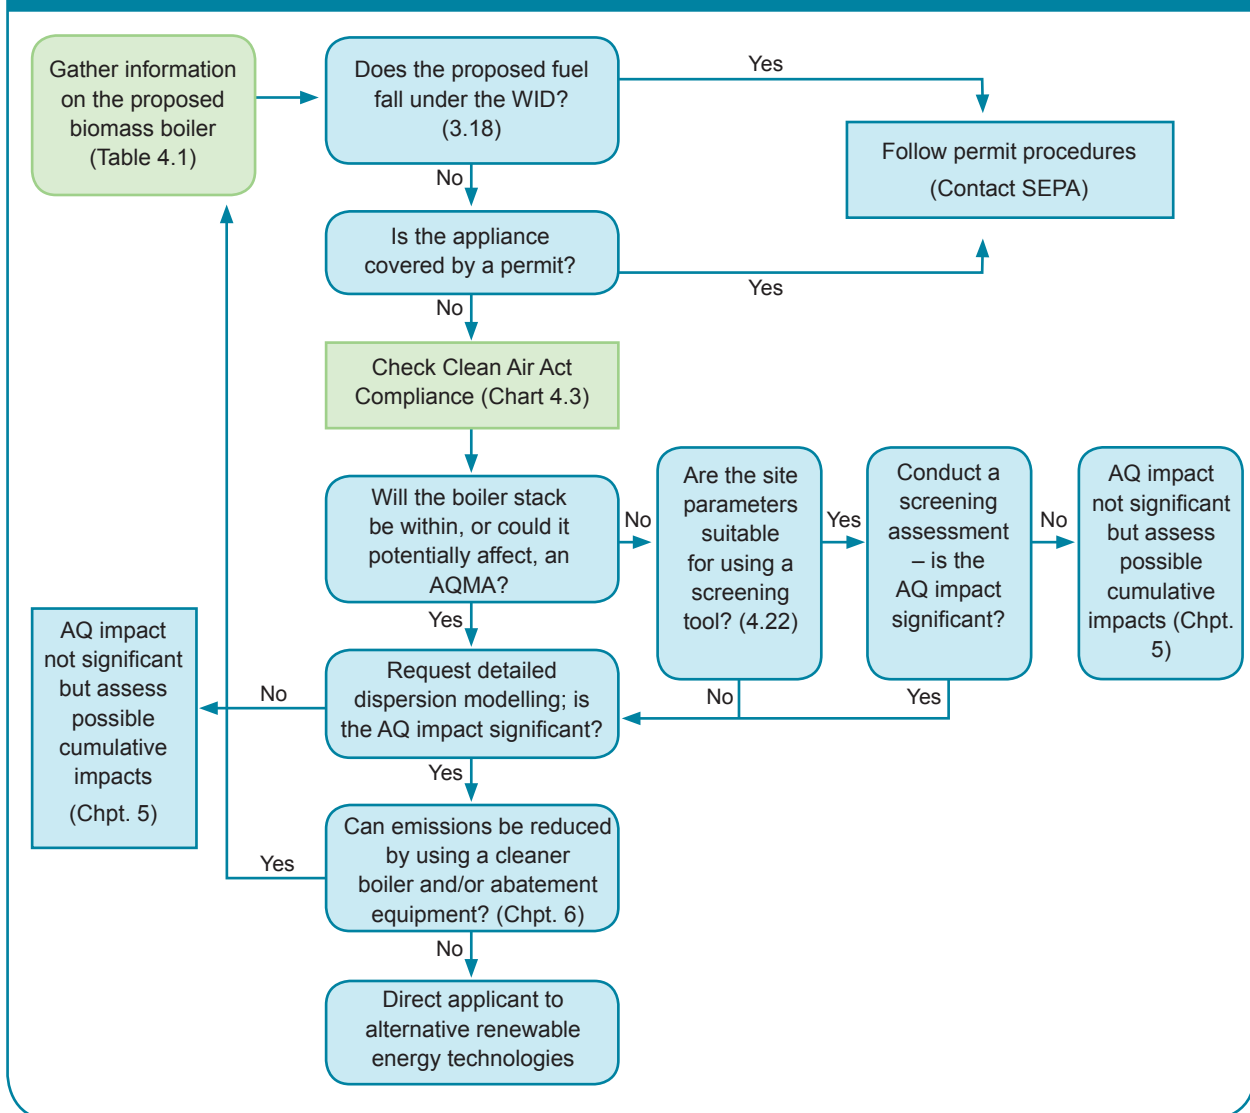 Gather information
on the proposed
biomass boiler
(Table 4.1)
Does the proposed fuel
fall under the WID?
(3.18)
Yes
Follow permit procedures
(Contact SEPA)
No
Is the appliance
covered by a permit?
Yes
No
Check Clean Air Act
Compliance (Chart 4.3)
Will the boiler stack
be within, or could it
potentially affect, an
AQMA?
No
Are the site
parameters
suitable
for using a
screening
tool? (4.22)
Yes
Conduct a
screening
assessment
– is the
AQ impact
significant?
No
AQ impact
not significant
but assess
possible
cumulative
impacts (Chpt.
5)
Yes
No
Yes
Request detailed
dispersion modelling; is
the AQ impact significant?
No
AQ impact
not significant
but assess
possible
cumulative
impacts
(Chpt. 5)
Yes
Can emissions be reduced
by using a cleaner
boiler and/or abatement
equipment? (Chpt. 6)
Yes
No
Direct applicant to
alternative renewable
energy technologies